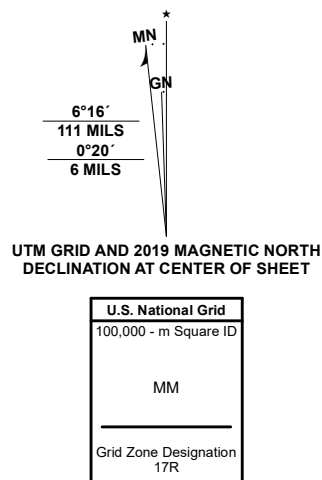 MN
GN
6°16´
111 MILS
0°20´
6 MILS
UTM GRID AND 2019 MAGNETIC NORTH
DECLINATION AT CENTER OF SHEET
U.S. National Grid
100,000 - m Square ID
MM
Grid Zone Designation
17R